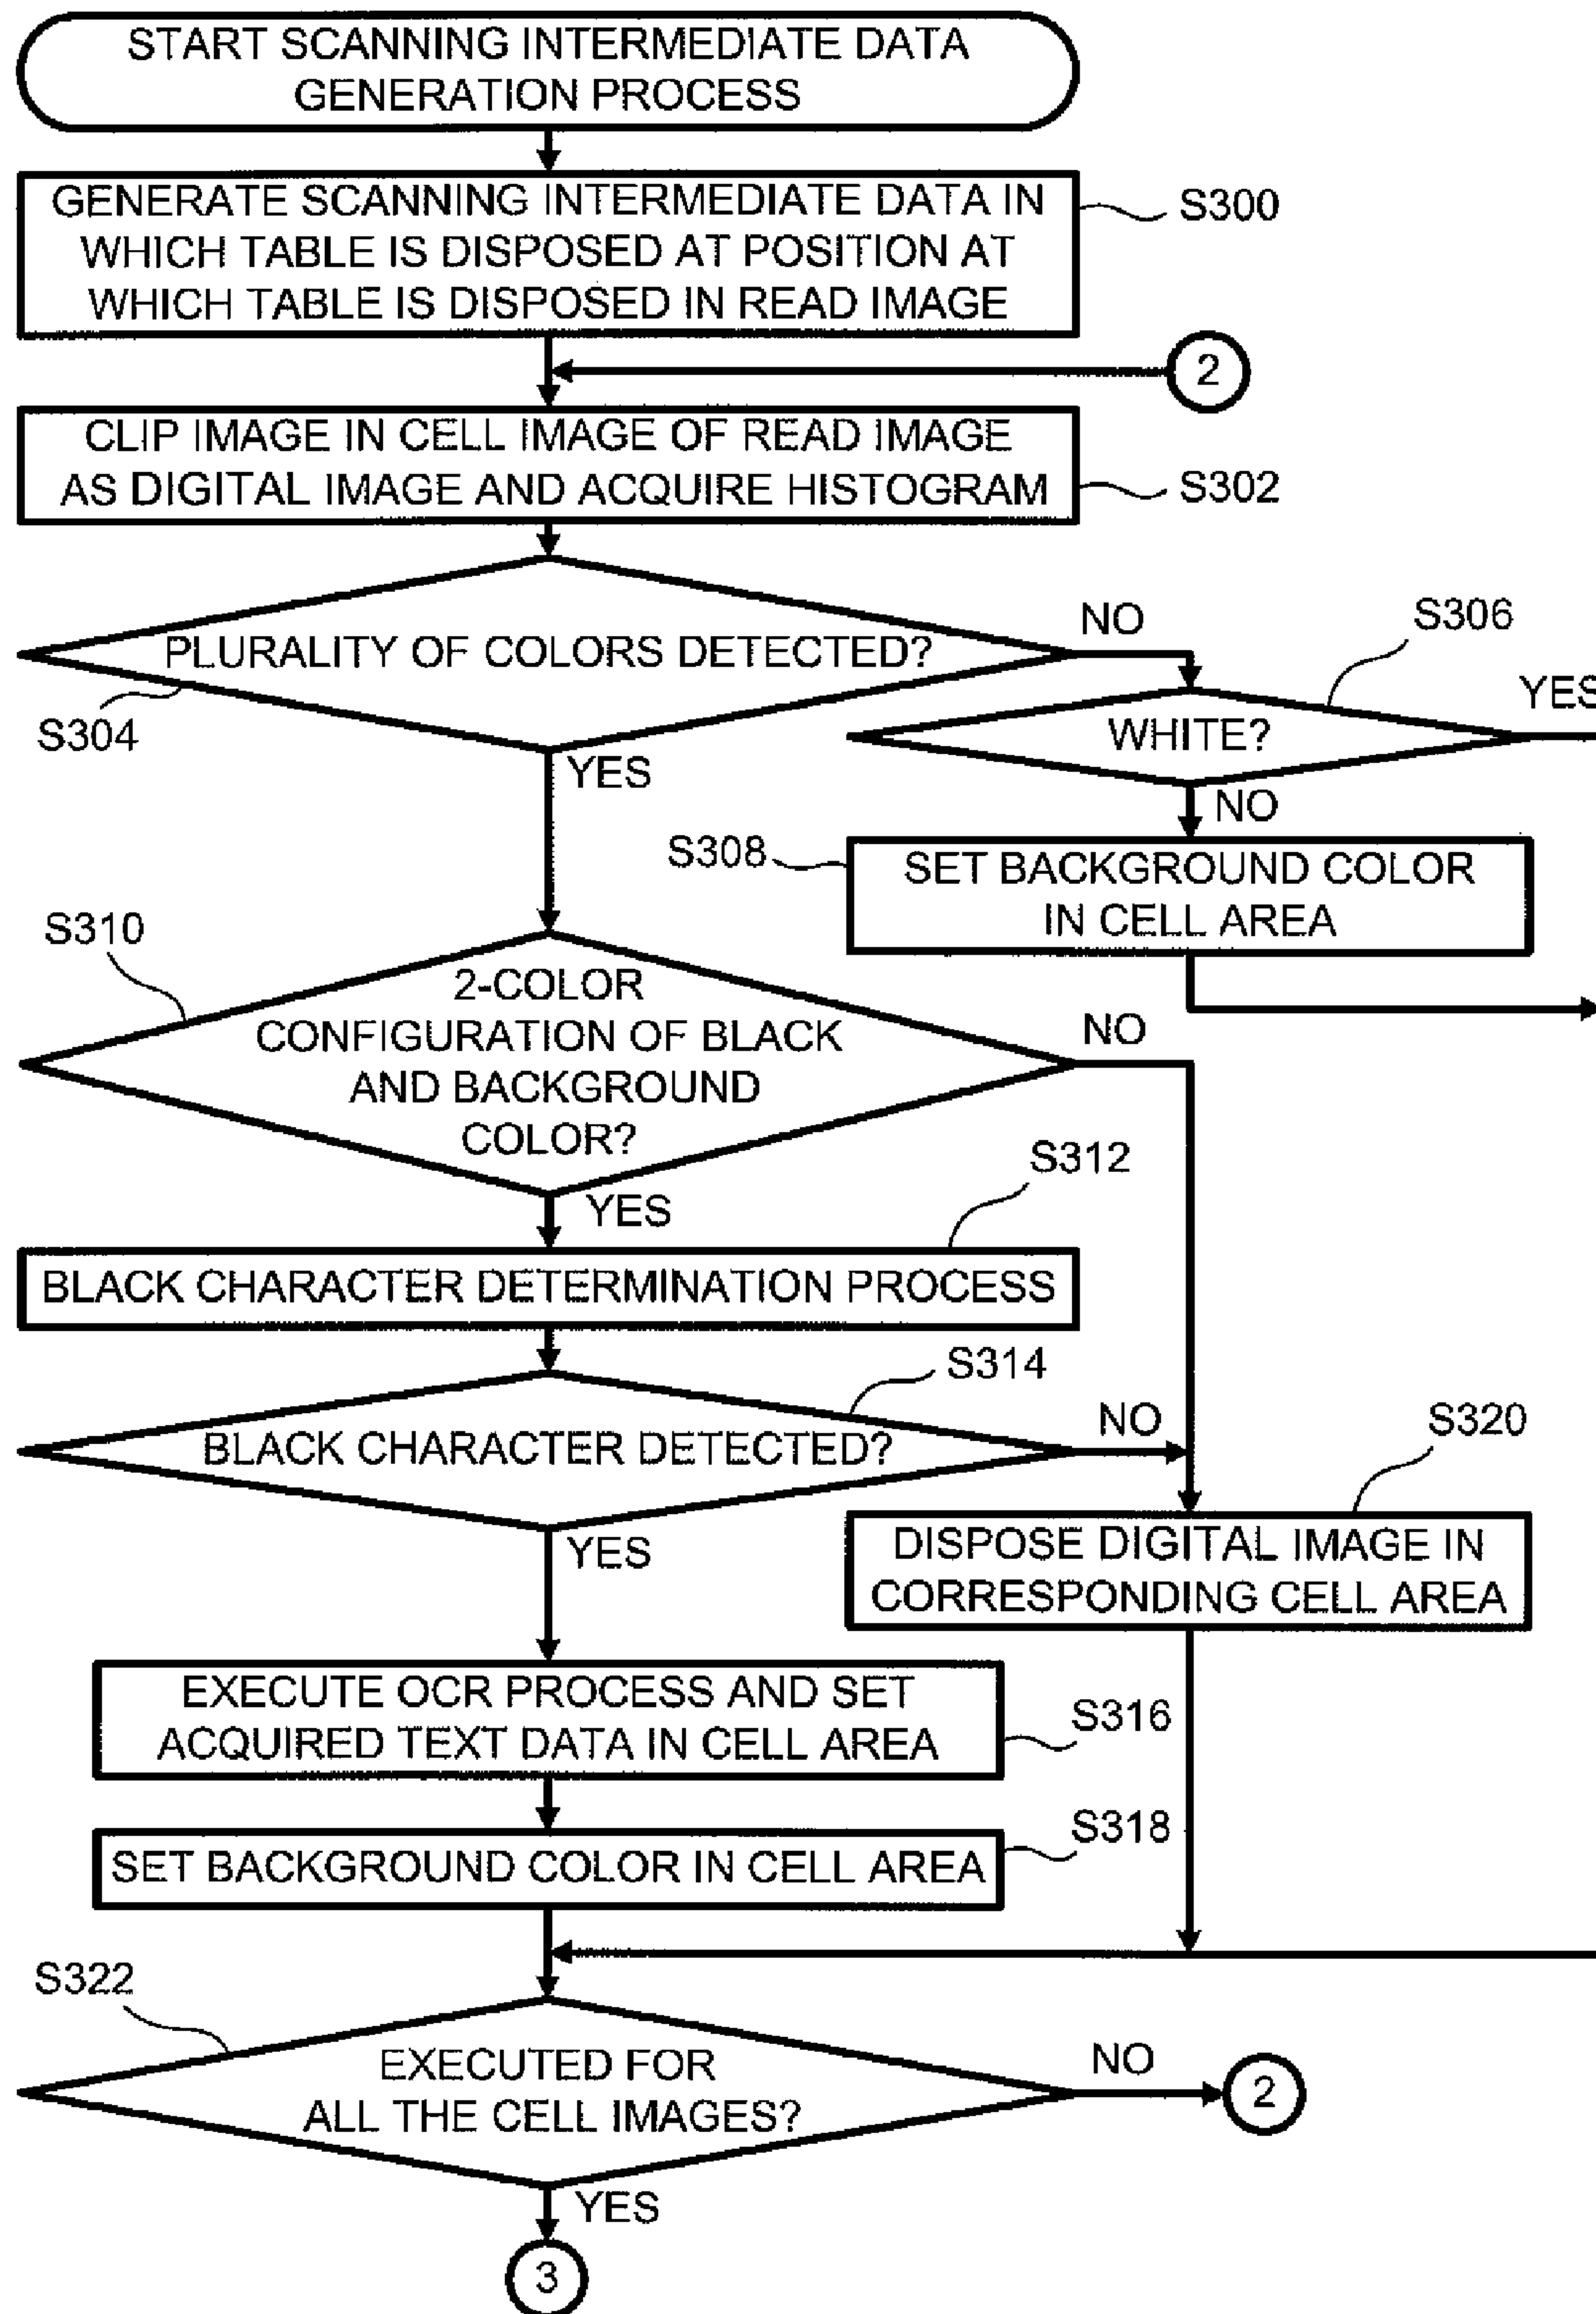 START SCANNING INTERMEDIATE DATA
GENERATION PROCESS
GENERATE SCANNING INTERMEDIATE DATA IN
WHICH TABLE IS DISPOSED AT POSITION AT
WHICH TABLE IS DISPOSED IN READ IMAGE
S300
2
CLIP IMAGE IN CELL IMAGE OF READ IMAGE
AS DIGITAL IMAGE AND ACQUIRE HISTOGRAM
S302
PLURALITY OF COLORS DETECTED?
S304
NO
YES
S306
WHITE?
YES
NO
S308
SET BACKGROUND COLOR
IN CELL AREA
S310
2-COLOR
CONFIGURATION OF BLACK
AND BACKGROUND
COLOR?
NO
YES
S312
BLACK CHARACTER DETERMINATION PROCESS
S314
BLACK CHARACTER DETECTED?
NO
YES
S320
DISPOSE DIGITAL IMAGE IN
CORRESPONDING CELL AREA
EXECUTE OCR PROCESS AND SET
ACQUIRED TEXT DATA IN CELL AREA
S316
SET BACKGROUND COLOR IN CELL AREA
S318
S322
EXECUTED FOR
ALL THE CELL IMAGES?
NO
2
YES
3